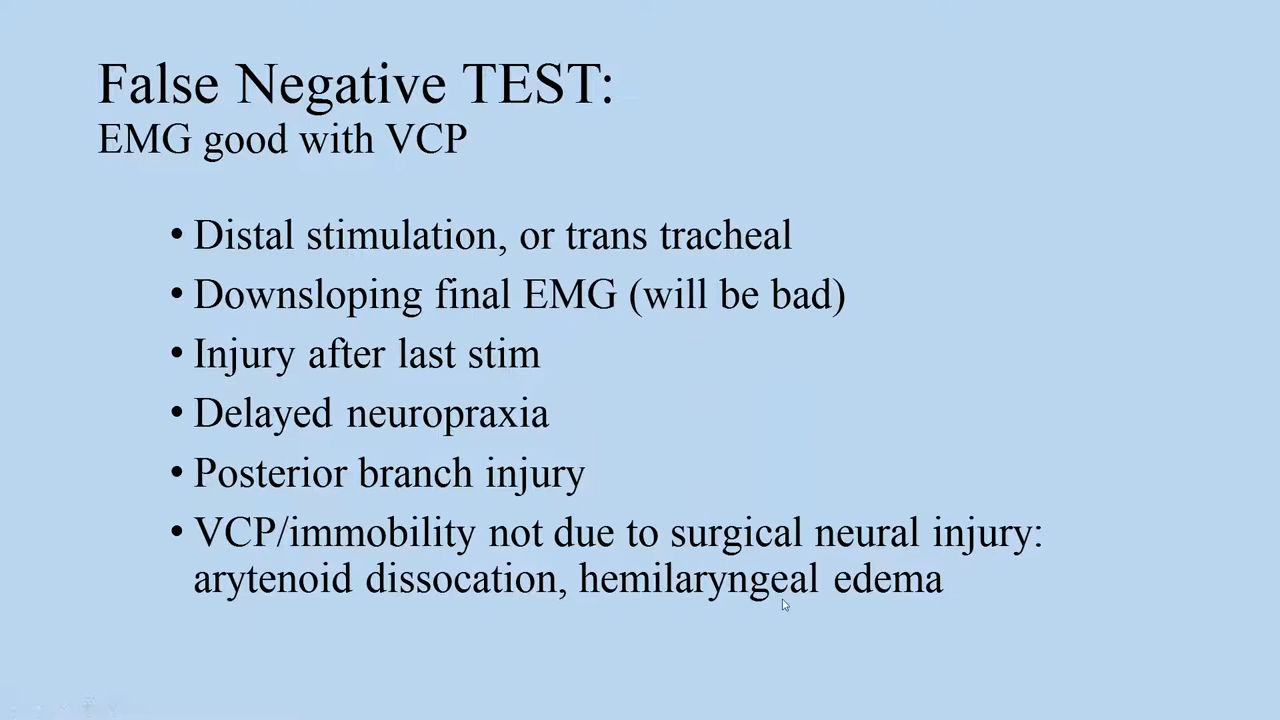 False Negative TEST:
EMG good with VCP
• Distal stimulation, or trans tracheal
• Downsloping final EMG (will be bad)
• Injury after last stim
• Delayed neuropraxia
• Posterior branch injury
• VCP/immobility not due to surgical neural injury:
arytenoid dissocation, hemilaryngeal edema